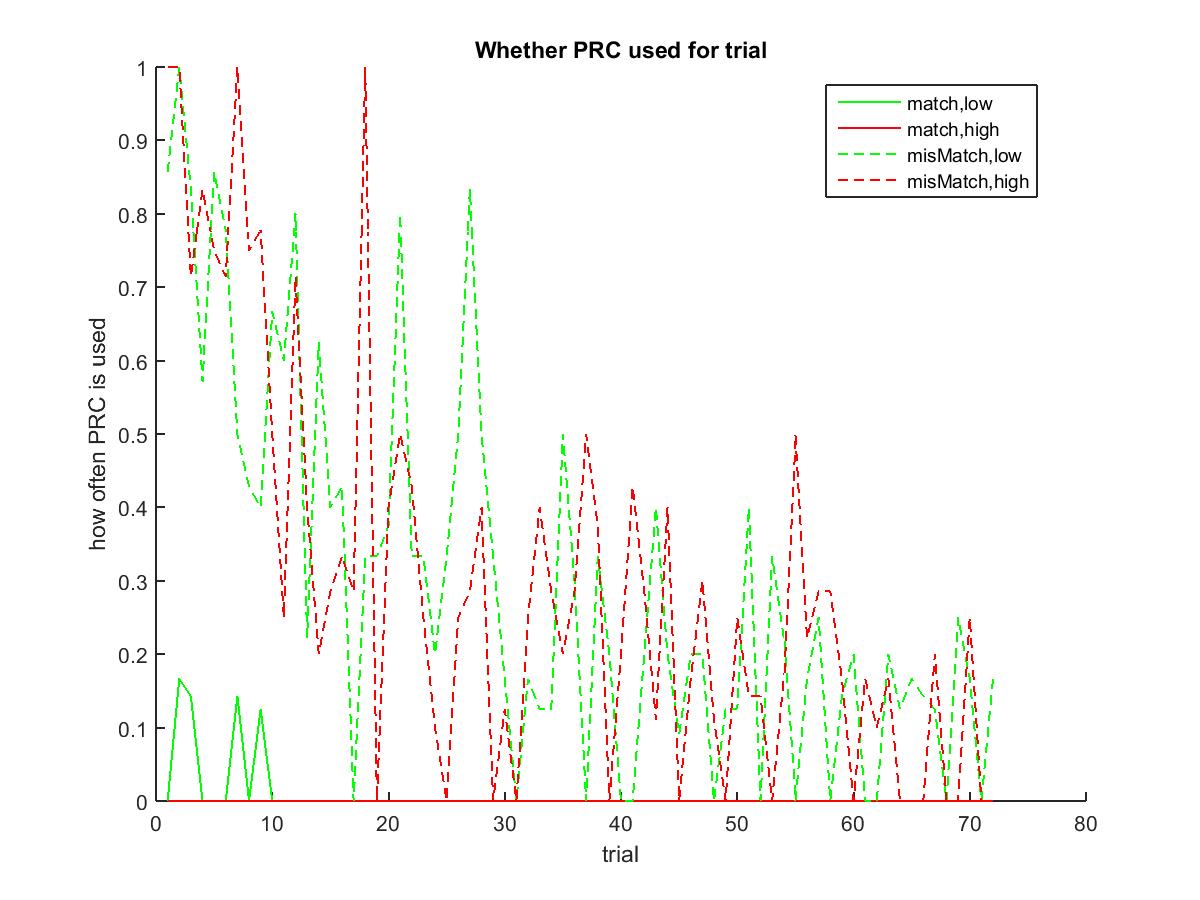 Whether PRC used for trial
match,low
match,high
misMatch,low
misMatch,high
how often PRC is used
1
0.9
0.8
0.7
0.6
0.5
0.4
0.3
0.2
0.1
0
0 10 20 30 40 50 60 70 80
trial